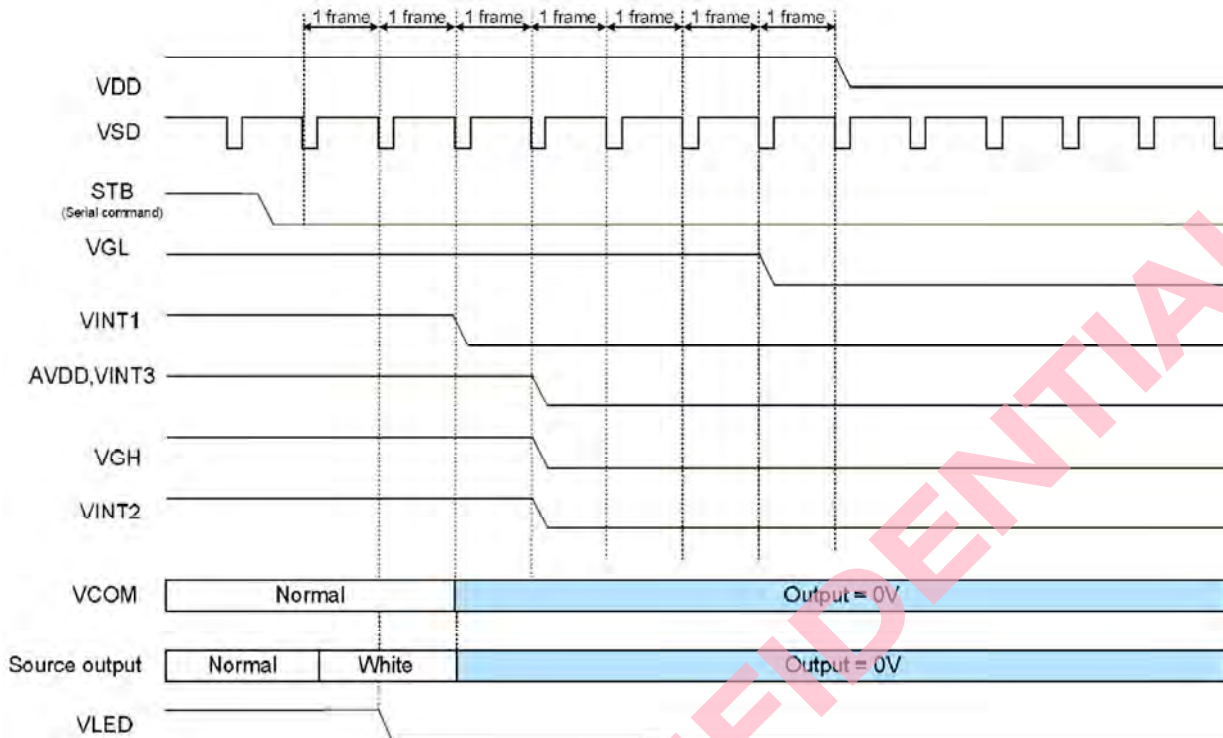 1 frame 1 frame 1 frame 1 frame 1 frame 1 frame 1 frame
VDD
VSD
STB
(Serial command)
VGL
VINT1
AVDD,VINT3
VGH
VINT2
VCOM Normal Output = 0V
Source output Normal White Output = 0V
VLED